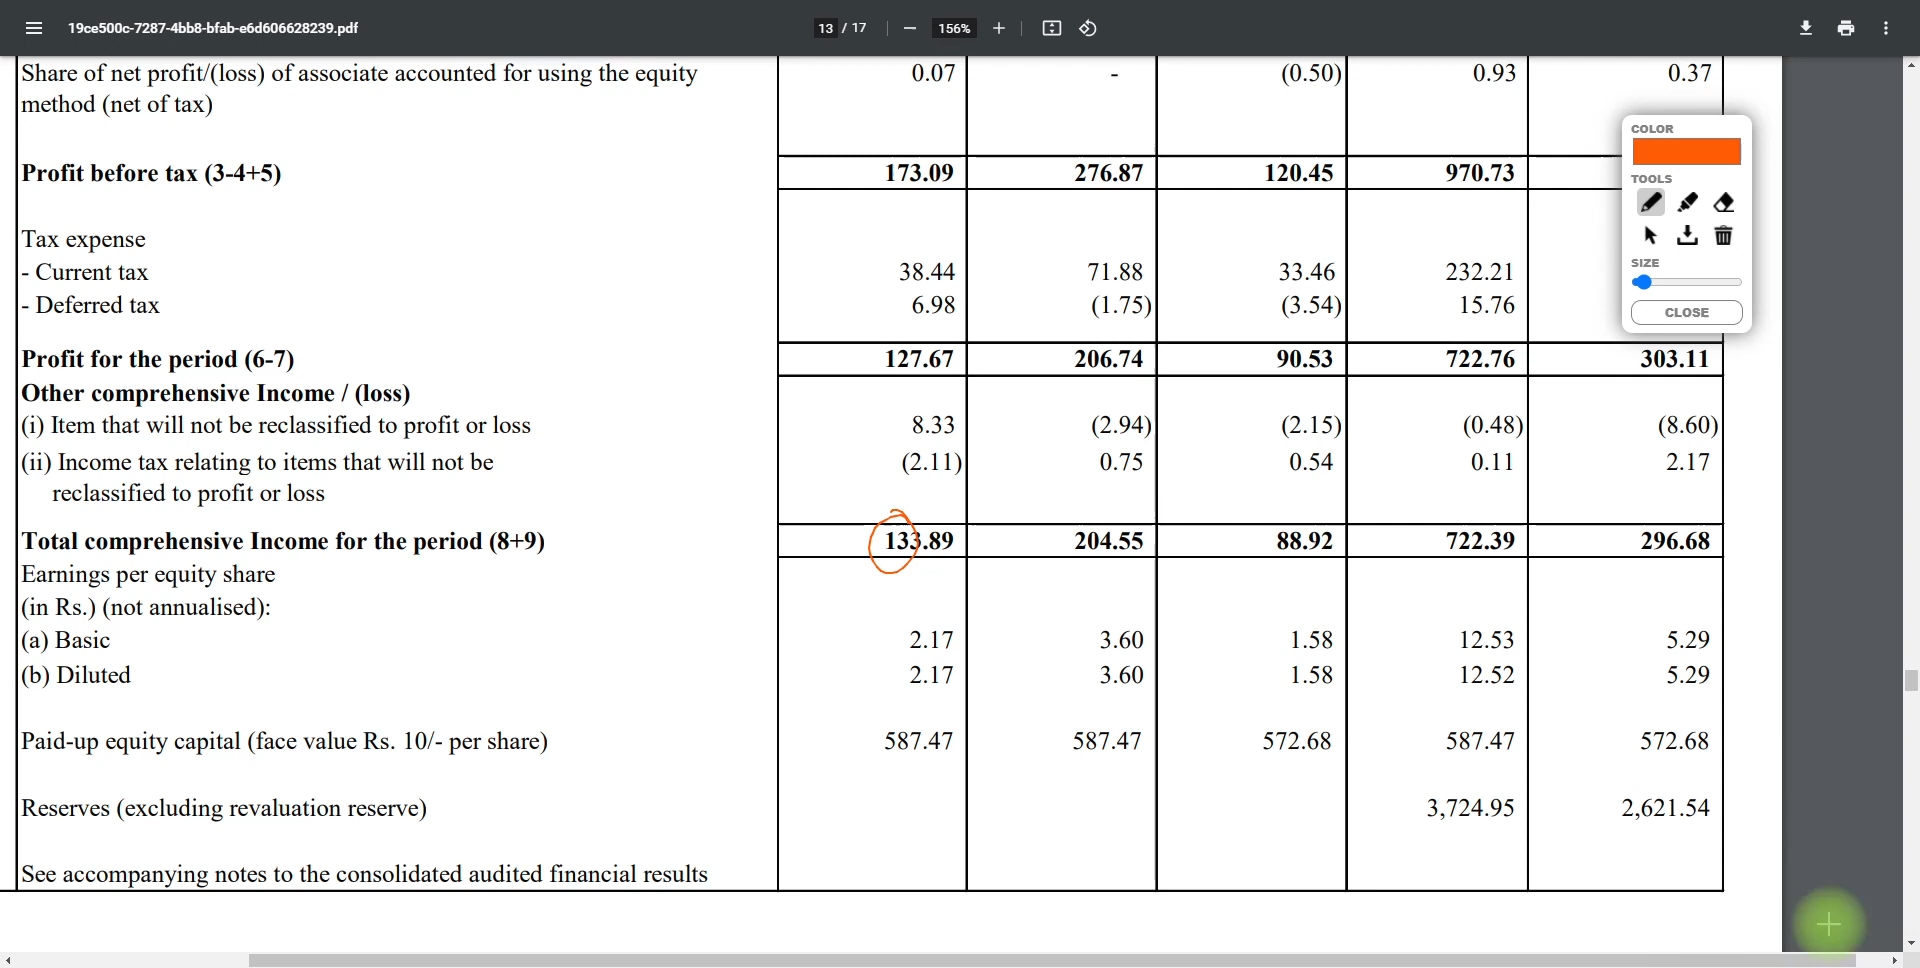 19ce500c-7287-4bb8-bfab-e6d606628239.pdf 13 / 17 156%
Share of net profit/(loss) of associate accounted for using the equity 0.07 - (0.50) 0.93 0.37
method (net of tax)
COLOR
Profit before tax (3-4+5) 173.09 276.87 120.45 970.73
TOOLS
Tax expense
- Current tax 38.44 71.88 33.46 232.21
SIZE
- Deferred tax 6.98 (1.75) (3.54) 15.76
CLOSE
Profit for the period (6-7) 127.67 206.74 90.53 722.76 303.11
Other comprehensive Income / (loss)
(i) Item that will not be reclassified to profit or loss 8.33 (2.94) (2.15) (0.48) (8.60)
(ii) Income tax relating to items that will not be (2.11) 0.75 0.54 0.11 2.17
reclassified to profit or loss
Total comprehensive Income for the period (8+9) 133.89 204.55 88.92 722.39 296.68
Earnings per equity share
(in Rs.) (not annualised):
(a) Basic 2.17 3.60 1.58 12.53 5.29
(b) Diluted 2.17 3.60 1.58 12.52 5.29
Paid-up equity capital (face value Rs. 10/- per share) 587.47 587.47 572.68 587.47 572.68
Reserves (excluding revaluation reserve) 3,724.95 2,621.54
See accompanying notes to the consolidated audited financial results